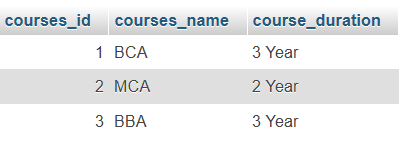 courses_id courses_name course_duration
1 BCA 3 Year
2 MCA 2 Year
3 BBA 3 Year